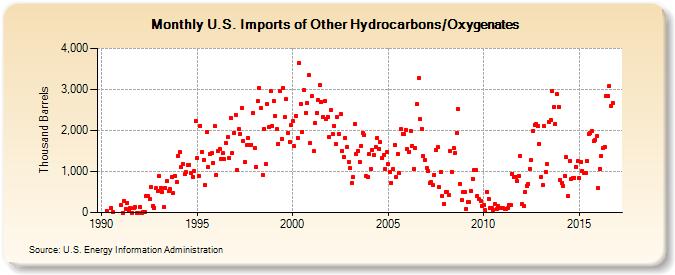 Monthly U.S. Imports of Other Hydrocarbons/Oxygenates
Thousand Barrels
4,000
3,000
2,000
1,000
0
1990 1995 2000 2005 2010 2015
Source: U.S. Energy Information Administration